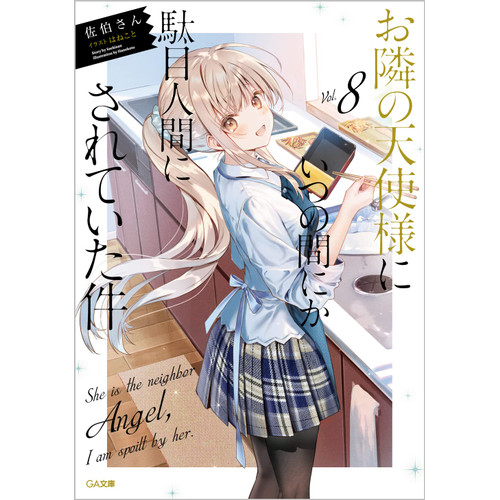 お隣の天使様に
いつの間にか
駄目人間に
されていた件
Vol. 8
佐伯さん
イラスト はねこと
Story by Saekisan
Illustration by Hanekoto
She is the neighbor
Angel,
I am spoilt by her.
GA文庫